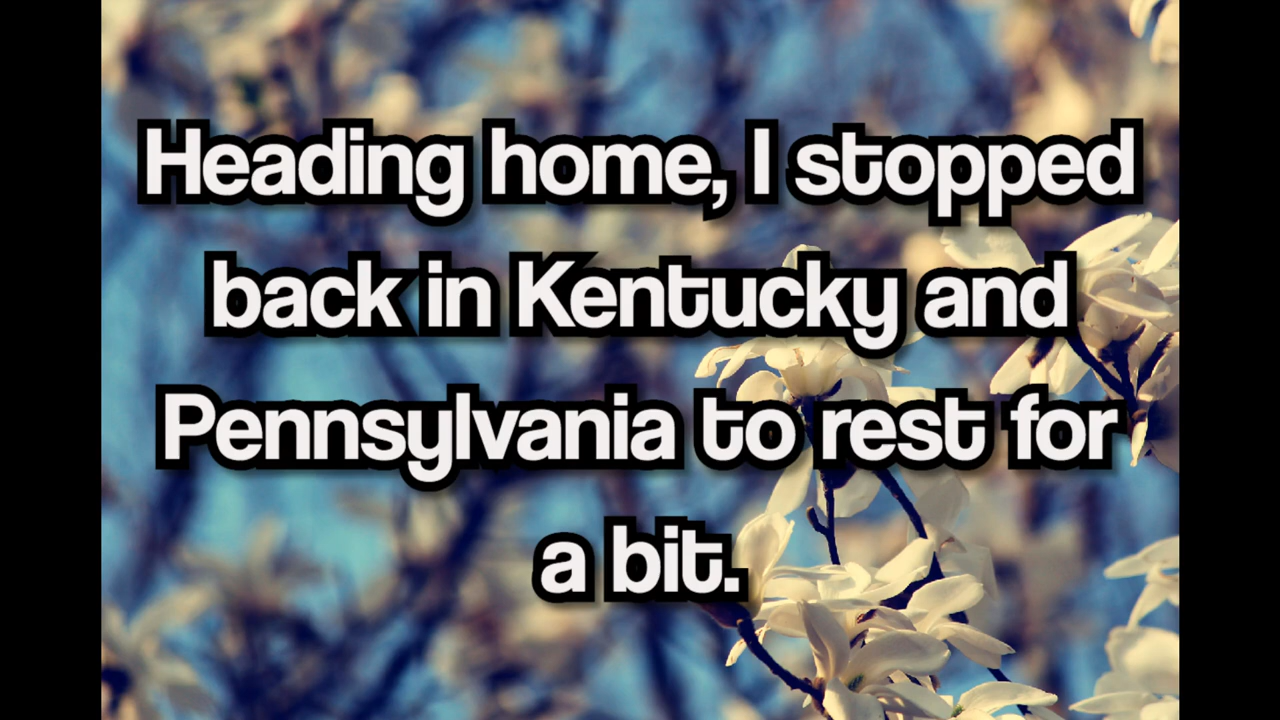 Heading home, I stopped
back in Kentucky and
Pennsylvania to rest for
a bit.